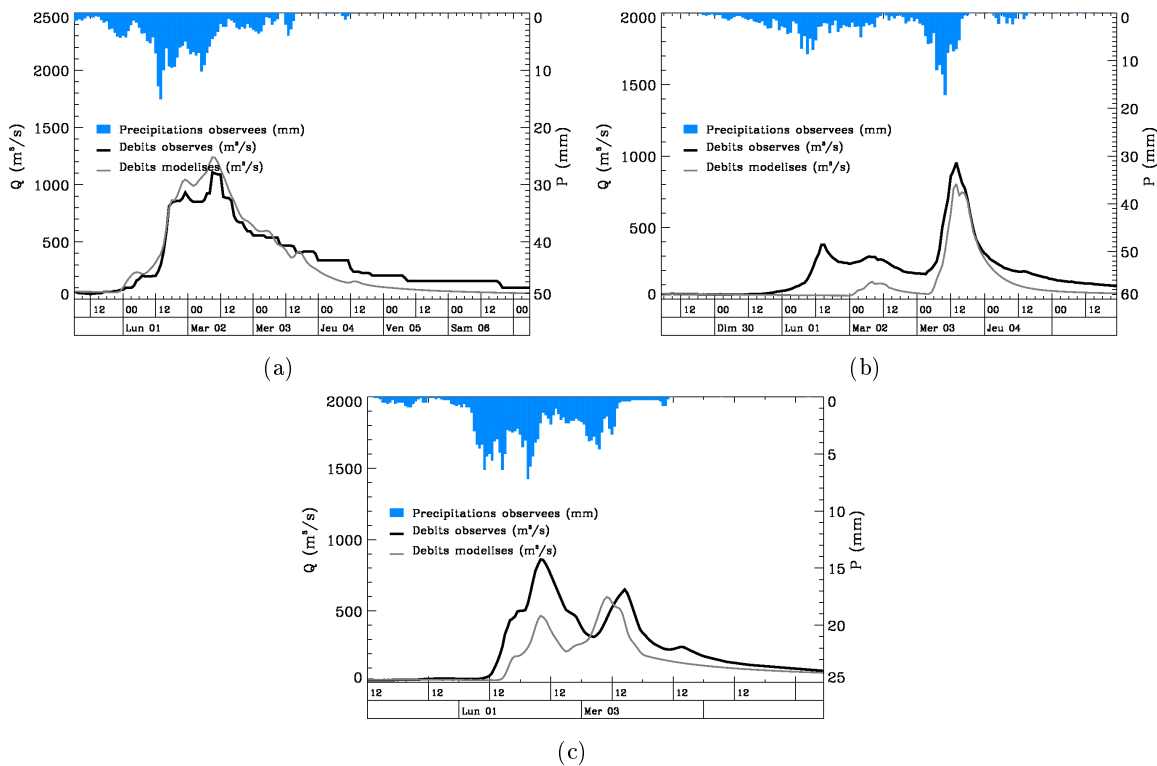 2500
2000
1500
1000
500
0
Q (m³/s)
0
10
20
30
40
50
P (mm)
Precipitations observees (mm)
Debits observes (m³/s)
Debits modelises (m³/s)
12 00 12 00 12 00 12 00 12 00 12 00 12 00
Lun 01 Mar 02 Mer 03 Jeu 04 Ven 05 Sam 06
(a)
2000
1500
1000
500
0
Q (m³/s)
0
10
20
30
40
50
60
P (mm)
Precipitations observees (mm)
Debits observes (m³/s)
Debits modelises (m³/s)
12 00 12 00 12 00 12 00 12 00 12 00 12
Dim 30 Lun 01 Mar 02 Mer 03 Jeu 04
(b)
2000
1500
1000
500
0
Q (m³/s)
0
5
10
15
20
25
P (mm)
Precipitations observees (mm)
Debits observes (m³/s)
Debits modelises (m³/s)
12 12 12 12 12 12 12
Lun 01 Mer 03
(c)